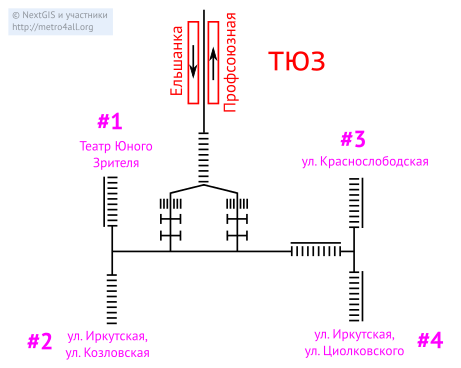 © NextGIS и участники
http://metro4all.org
Ельшанка
Профсоюзная
ТЮЗ
#1
Театр Юного
Зрителя
#3
ул. Краснослободская
#2
ул. Иркутская,
ул. Козловская
ул. Иркутская,
ул. Циолковского
#4